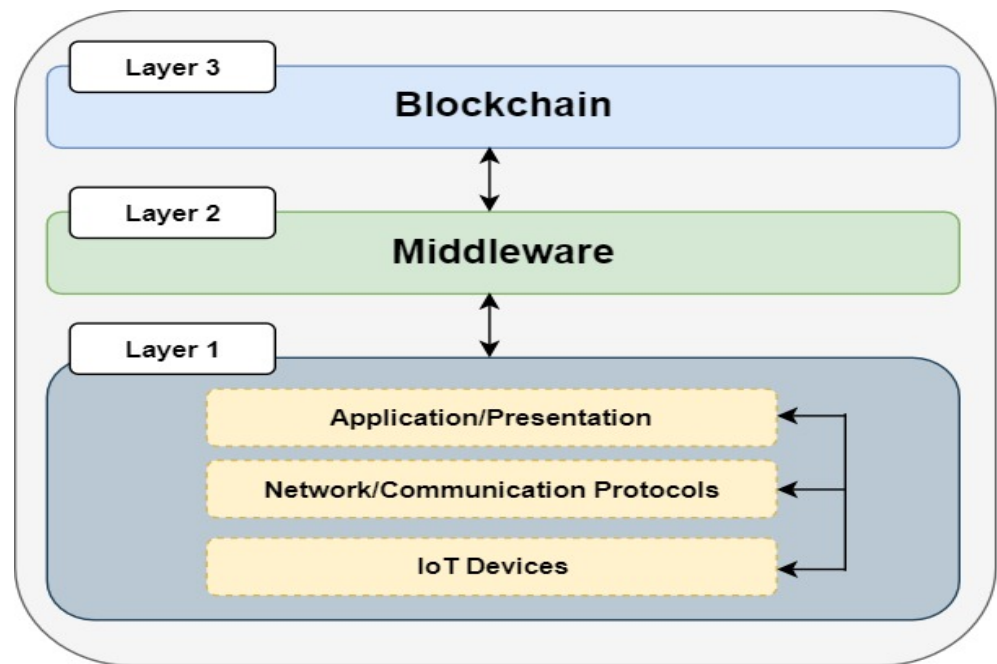 Layer 3
Blockchain
Layer 2
Middleware
Layer 1
Application/Presentation
Network/Communication Protocols
IoT Devices